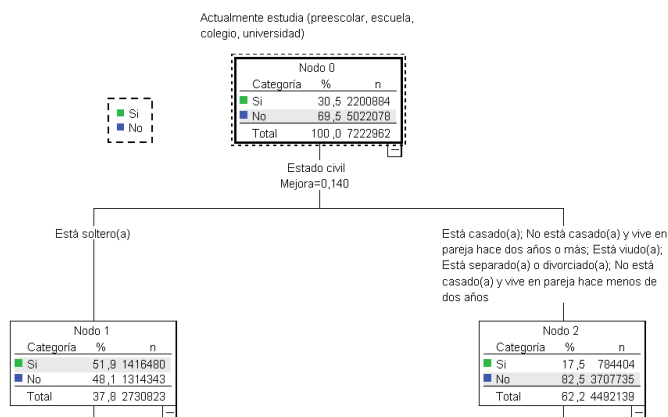 Actualmente estudia (preescolar, escuela,
colegio, universidad)
Nodo 0
Categoría % n
Si 30,5 2200884
No 69,5 5022078
Total 100,0 7222962
Si
No
Estado civil
Mejora=0,140
Está soltero(a)
Está casado(a); No está casado(a) y vive en
pareja hace dos años o más; Está viudo(a);
Está separado(a) o divorciado(a); No está
casado(a) y vive en pareja hace menos de
dos años
Nodo 1
Categoría % n
Si 51,9 1416480
No 48,1 1314343
Total 37,8 2730823
Nodo 2
Categoría % n
Si 17,5 784404
No 82,5 3707735
Total 62,2 4492139